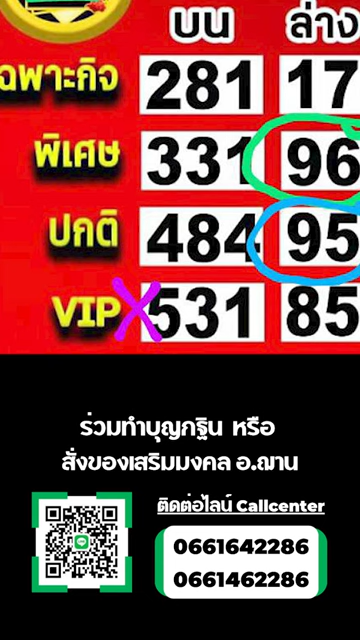 บน ล่าง
ฉพาะกิจ 281 17
พิเศษ 331 96
ปกติ 484 95
VIP 531 85
ร่วมทำบุญกฐิน หรือ
สั่งของเสริมมงคล อ.ฌาน
ติดต่อไลน์ Callcenter
0661642286
0661462286